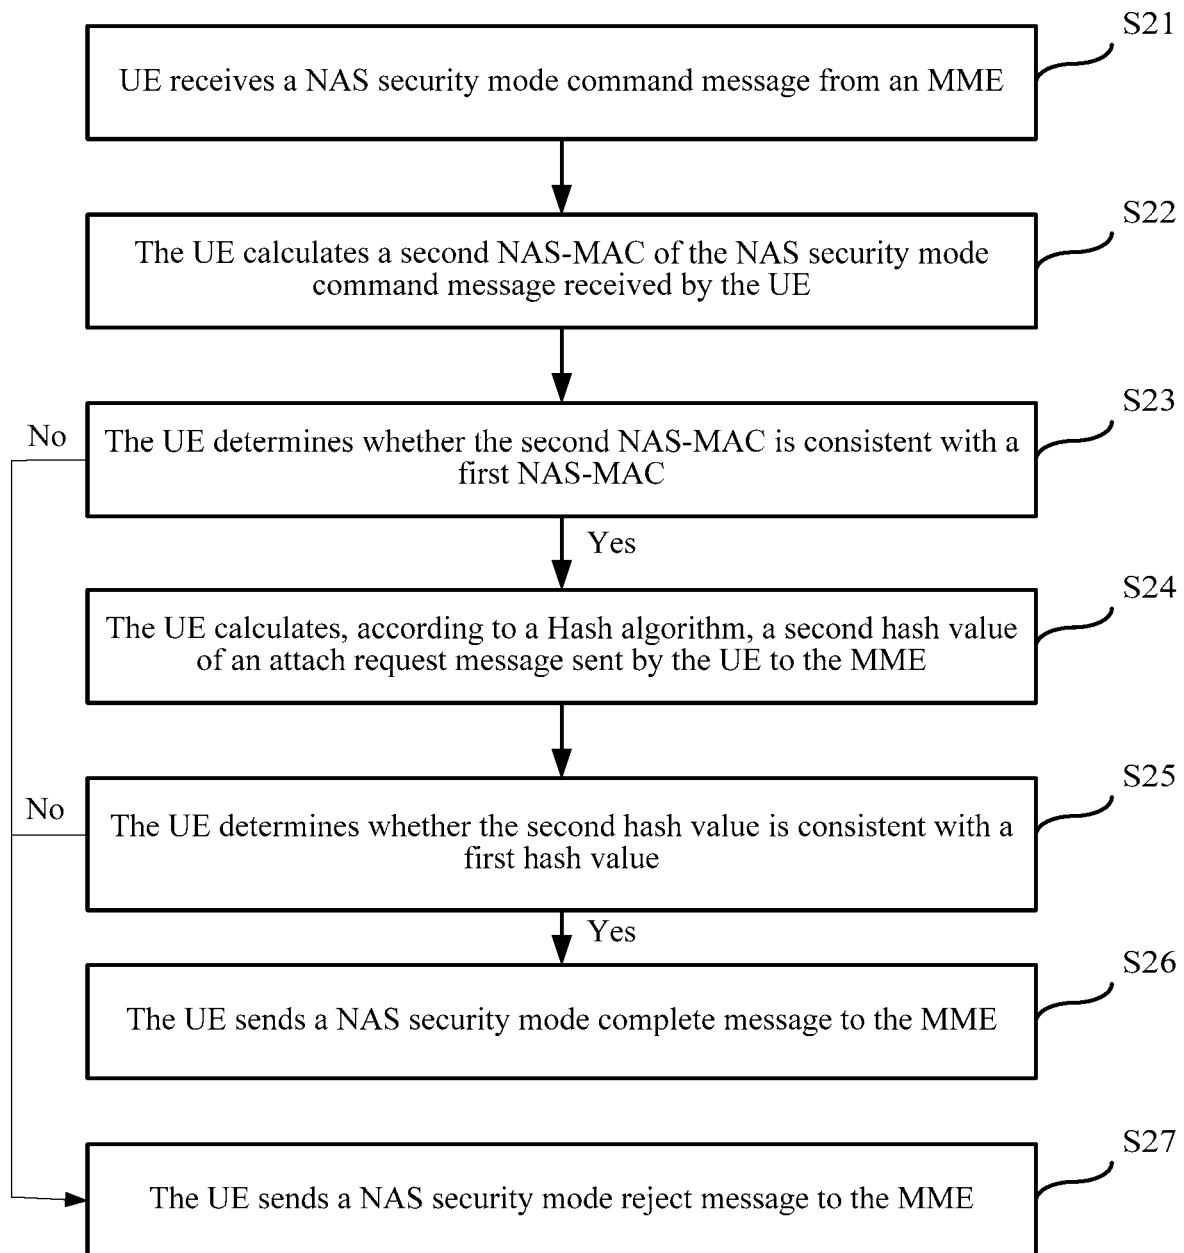 S21
UE receives a NAS security mode command message from an MME
S22
The UE calculates a second NAS-MAC of the NAS security mode
command message received by the UE
S23
No
The UE determines whether the second NAS-MAC is consistent with a
first NAS-MAC
Yes
S24
The UE calculates, according to a Hash algorithm, a second hash value
of an attach request message sent by the UE to the MME
S25
No
The UE determines whether the second hash value is consistent with a
first hash value
Yes
S26
The UE sends a NAS security mode complete message to the MME
S27
The UE sends a NAS security mode reject message to the MME